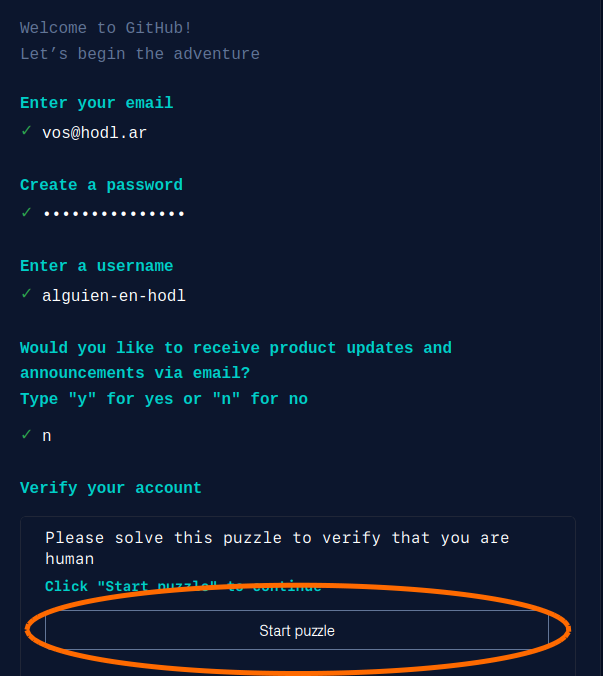 Welcome to GitHub!
Let’s begin the adventure
Enter your email
✓ vos@hodl.ar
Create a password
✓ •••••••••••••••
Enter a username
✓ alguien-en-hodl
Would you like to receive product updates and
announcements via email?
Type "y" for yes or "n" for no
✓ n
Verify your account
Please solve this puzzle to verify that you are
human
Click "Start puzzle" to continue
Start puzzle